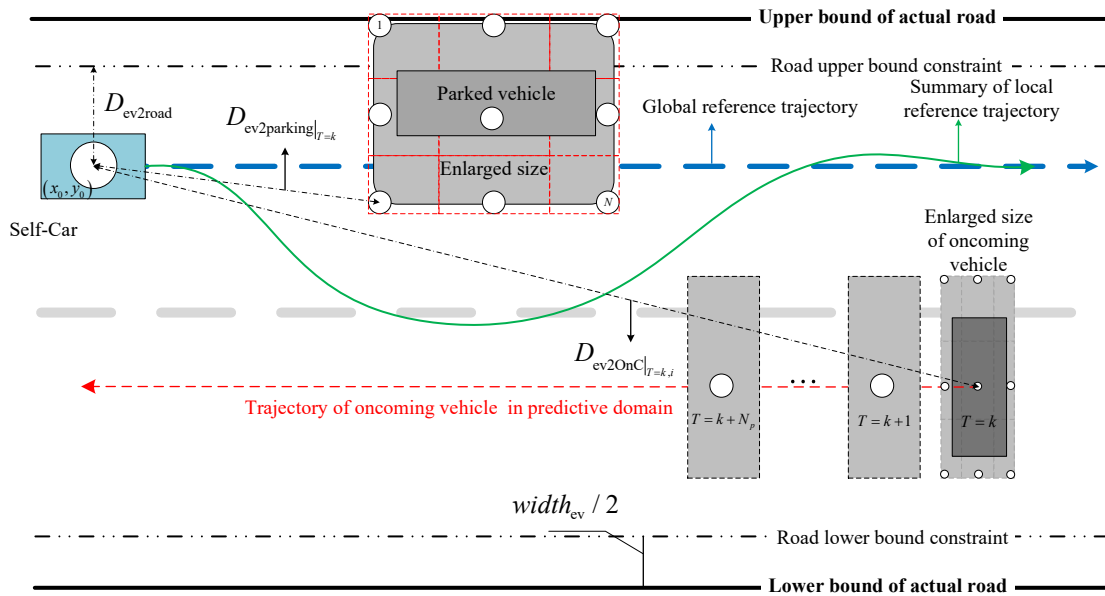 Upper bound of actual road
1
Road upper bound constraint
D_ev2road
Parked vehicle
Global reference trajectory
Summary of local
reference trajectory
D_ev2parking|_T=k
Enlarged size
(x_0, y_0)
N
Self-Car
Enlarged size
of oncoming
vehicle
D_ev2OnC|_T=k,i
...
Trajectory of oncoming vehicle in predictive domain
T = k + N_p
T = k +1
T = k
width_ev / 2
Road lower bound constraint
Lower bound of actual road